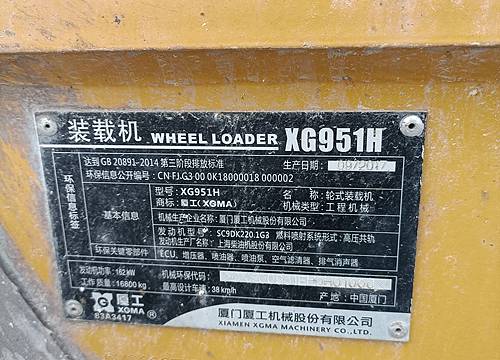 装载机 WHEEL LOADER XG951H
达到GB 20891-2014 第三阶段排放标准 生产日期: 09/2017
环保信息公开编号: CN FJ G3 00 0K18000018 000002
环保信息标签
基本信息
型号: XG951H 名 称: 轮式装载机
商标: 厦工(XGMA) 机械类型: 工程机械
机械生产企业名称: 厦门厦工机械股份有限公司
发动机型号: SC9DK220.1G3 燃料喷射系统形式: 高压共轨
发动机生产厂名称: 上海柴油机股份有限公司
环保关键零部件 ECU、增压器、喷油器、喷油泵、空气滤清器、排气消声器
发动机功率: 162 kW 机械环保代码:
工作质量: 16800 kg 最高设计车速: 38 km/h
产地: 中国厦门
厦工 XGMA ®
83A3417
厦门厦工机械股份有限公司
XIAMEN XGMA MACHINERY CO.,LTD.